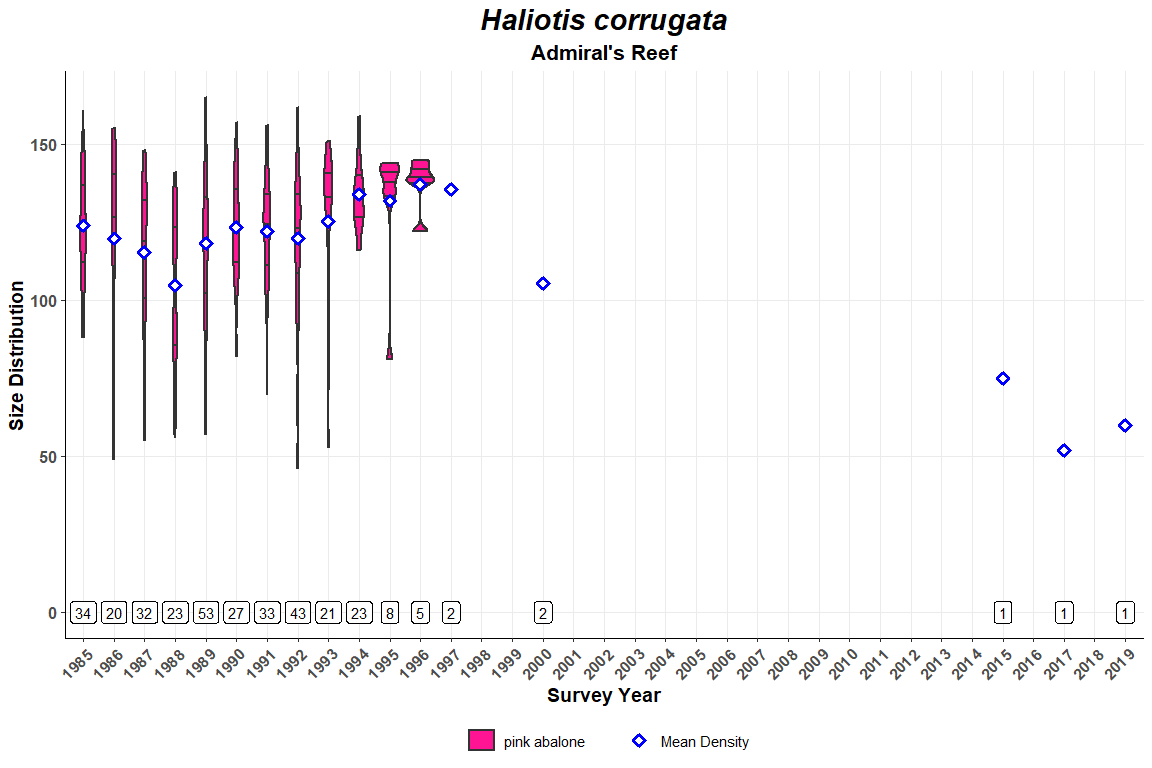 Haliotis corrugata
Admiral's Reef
Size Distribution
150
100
50
0
34 20 32 23 53 27 33 43 21 23 8 5 2 2 1 1 1
1985 1986 1987 1988 1989 1990 1991 1992 1993 1994 1995 1996 1997 1998 1999 2000 2001 2002 2003 2004 2005 2006 2007 2008 2009 2010 2011 2012 2013 2014 2015 2017 2018 2019
Survey Year
pink abalone Mean Density